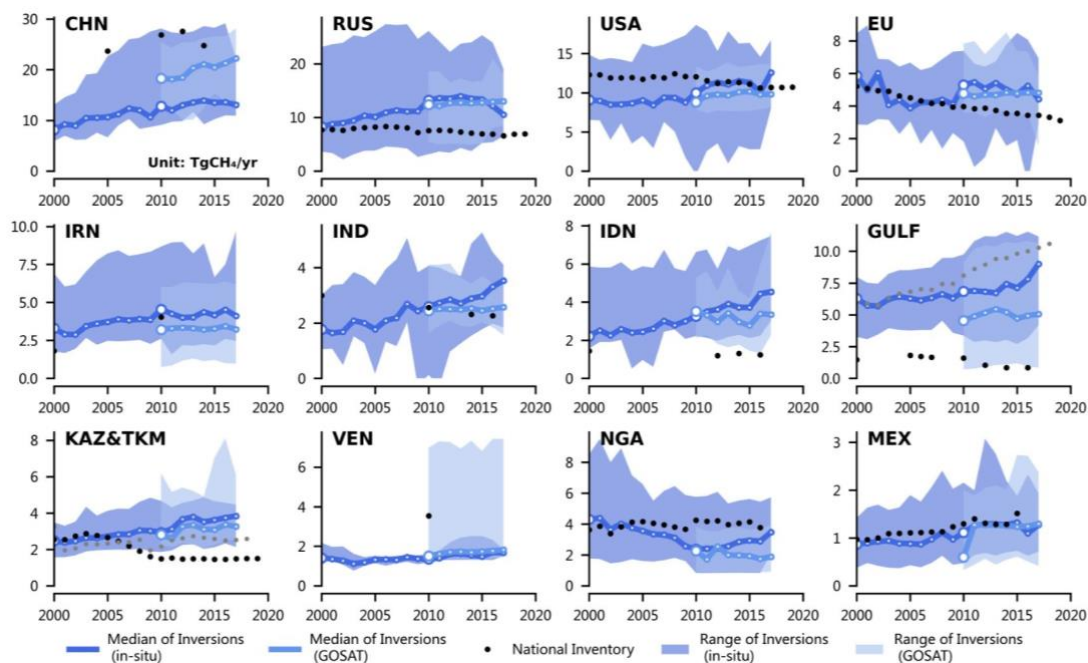 CHN
RUS
USA
EU
30
20
10
0
Unit: TgCH₄/yr
20
10
0
15
10
5
0
8
6
4
2
0
2000 2005 2010 2015 2020
2000 2005 2010 2015 2020
2000 2005 2010 2015 2020
2000 2005 2010 2015 2020
IRN
IND
IDN
GULF
10.0
7.5
5.0
2.5
0.0
4
2
0
8
6
4
2
0
10.0
7.5
5.0
2.5
0.0
2000 2005 2010 2015 2020
2000 2005 2010 2015 2020
2000 2005 2010 2015 2020
2000 2005 2010 2015 2020
KAZ&TKM
VEN
NGA
MEX
8
6
4
2
0
6
4
2
0
8
6
4
2
0
3
2
1
0
2000 2005 2010 2015 2020
2000 2005 2010 2015 2020
2000 2005 2010 2015 2020
2000 2005 2010 2015 2020
Median of Inversions
(in-situ)
Median of Inversions
(GOSAT)
National Inventory
Range of Inversions
(in-situ)
Range of Inversions
(GOSAT)